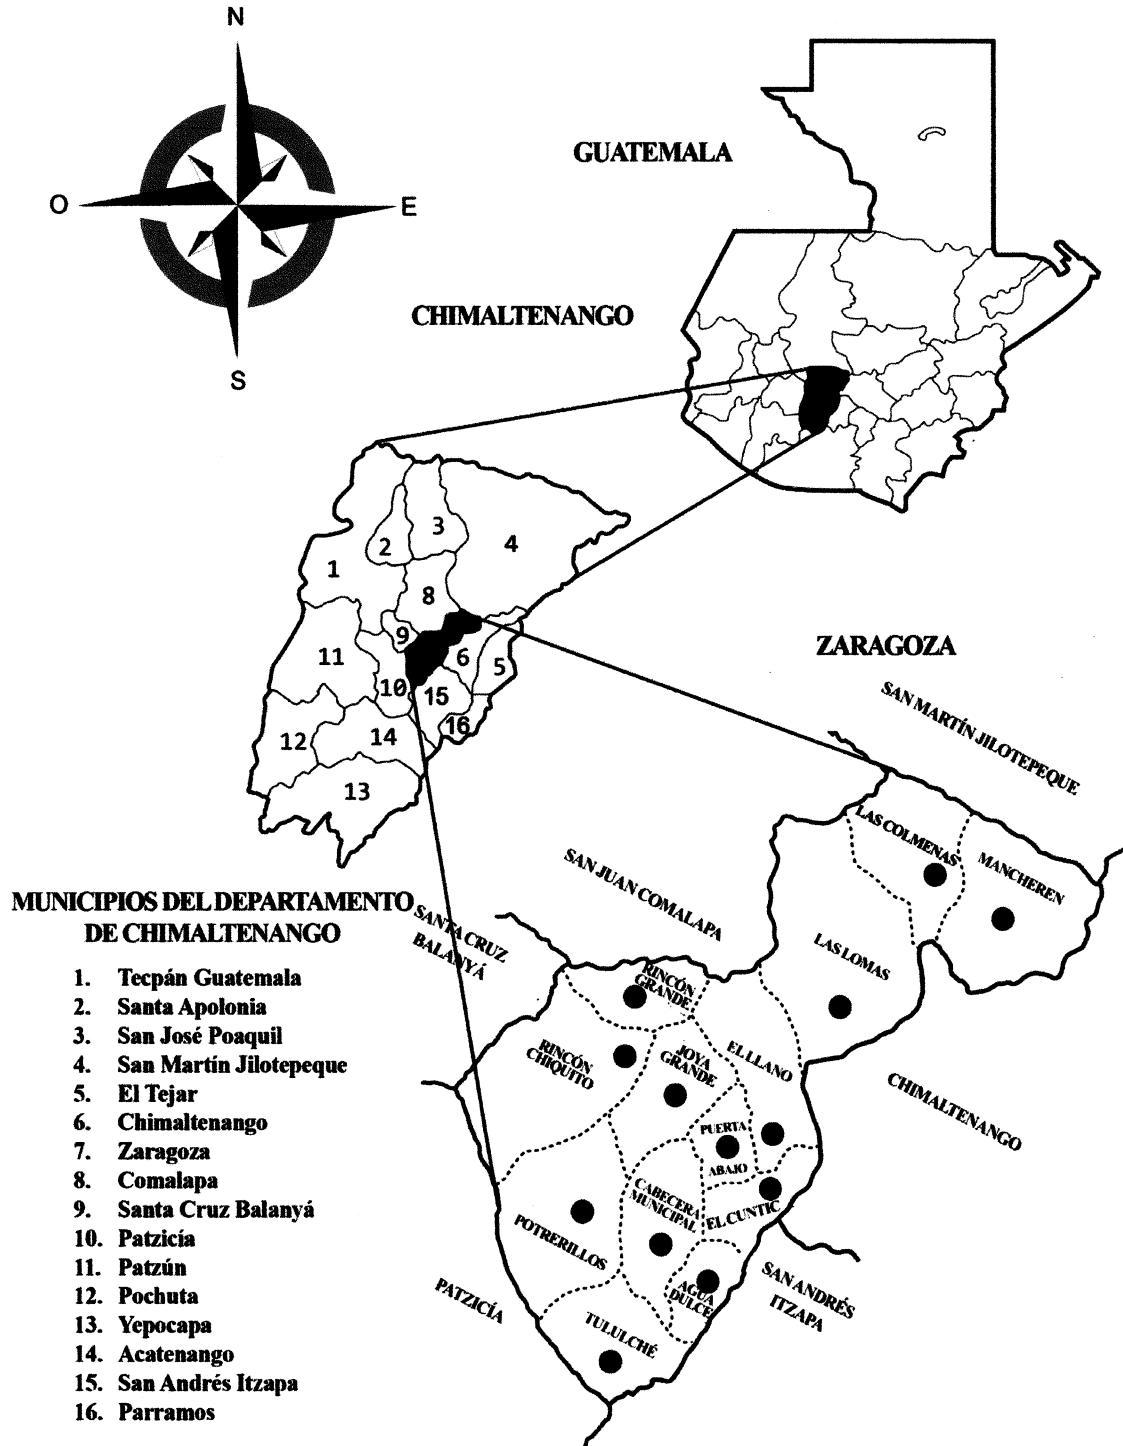 N
O
E
S
GUATEMALA
CHIMALTENANGO
1
2
3
4
8
9
6
5
11
10
15
16
12
14
13
ZARAGOZA
SAN MARTÍN JILOTEPEQUE
LAS COLMENAS
MANCHEREN
SAN JUAN COMALAPA
LAS LOMAS
SANTA CRUZ
BALANYÁ
RINCÓN
GRANDE
RINCÓN
CHIQUITO
JOYA
GRANDE
EL LLANO
CHIMALTENANGO
PUERTA
ABAJO
CABECERA
MUNICIPAL
EL CUNTIC
POTRERILLOS
AGUA
DULCE
SAN ANDRÉS
ITZAPA
PATZICÍA
TULULCHÉ
MUNICIPIOS DEL DEPARTAMENTO
DE CHIMALTENANGO
1. Tecpán Guatemala
2. Santa Apolonia
3. San José Poaquil
4. San Martín Jilotepeque
5. El Tejar
6. Chimaltenango
7. Zaragoza
8. Comalapa
9. Santa Cruz Balanyá
10. Patzicía
11. Patzún
12. Pochuta
13. Yepocapa
14. Acatenango
15. San Andrés Itzapa
16. Parramos